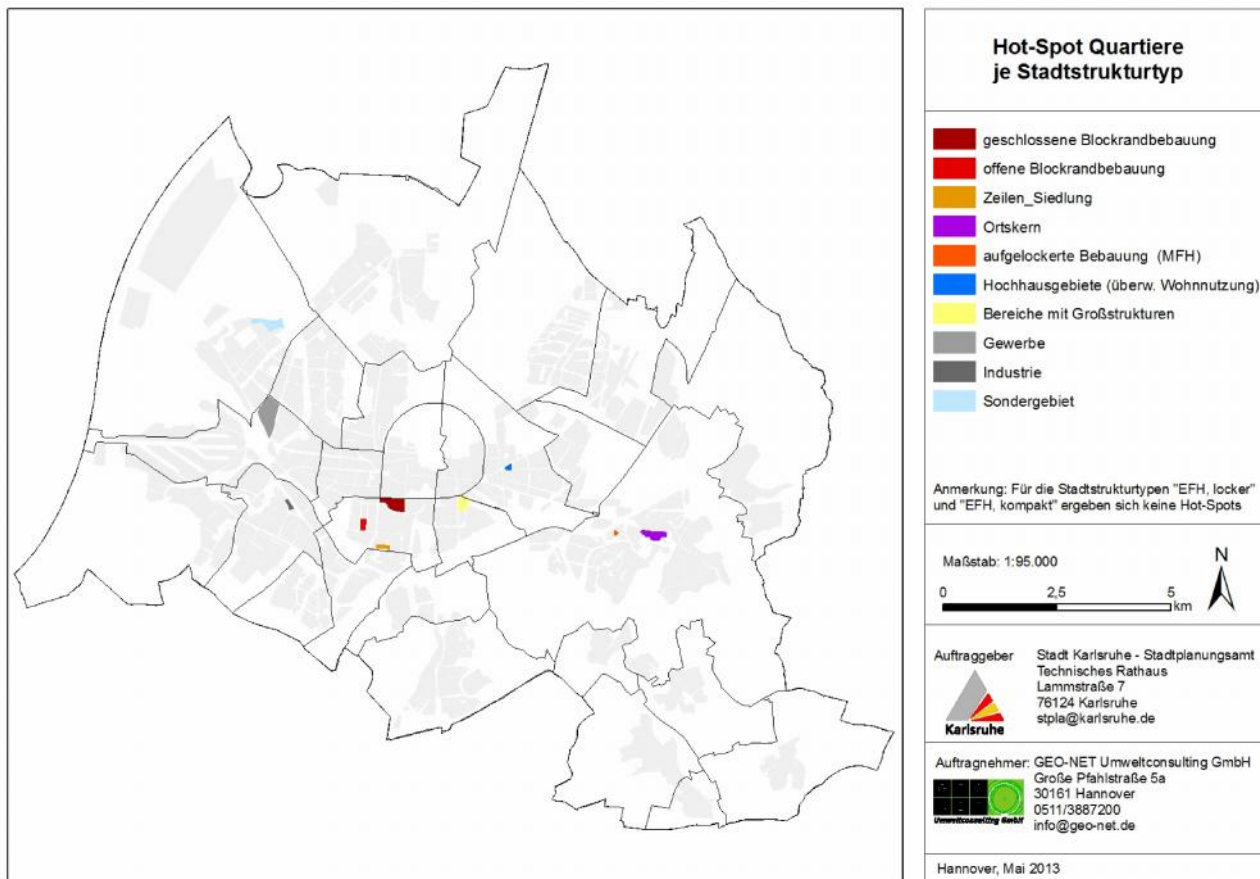 Hot-Spot Quartiere
je Stadtstrukturtyp
geschlossene Blockrandbebauung
offene Blockrandbebauung
Zeilen_Siedlung
Ortskern
aufgelockerte Bebauung (MFH)
Hochhausgebiete (überw. Wohnnutzung)
Bereiche mit Großstrukturen
Gewerbe
Industrie
Sondergebiet
Anmerkung: Für die Stadtstrukturtypen "EFH, locker"
und "EFH, kompakt" ergeben sich keine Hot-Spots
Maßstab: 1:95.000
0 2,5 5
km
N
Auftraggeber
Stadt Karlsruhe - Stadtplanungsamt
Technisches Rathaus
Lammstraße 7
76124 Karlsruhe
stpla@karlsruhe.de
Karlsruhe
Auftragnehmer: GEO-NET Umweltconsulting GmbH
Große Pfahlstraße 5a
30161 Hannover
0511/3887200
info@geo-net.de
Umweltconsulting GmbH
Hannover, Mai 2013